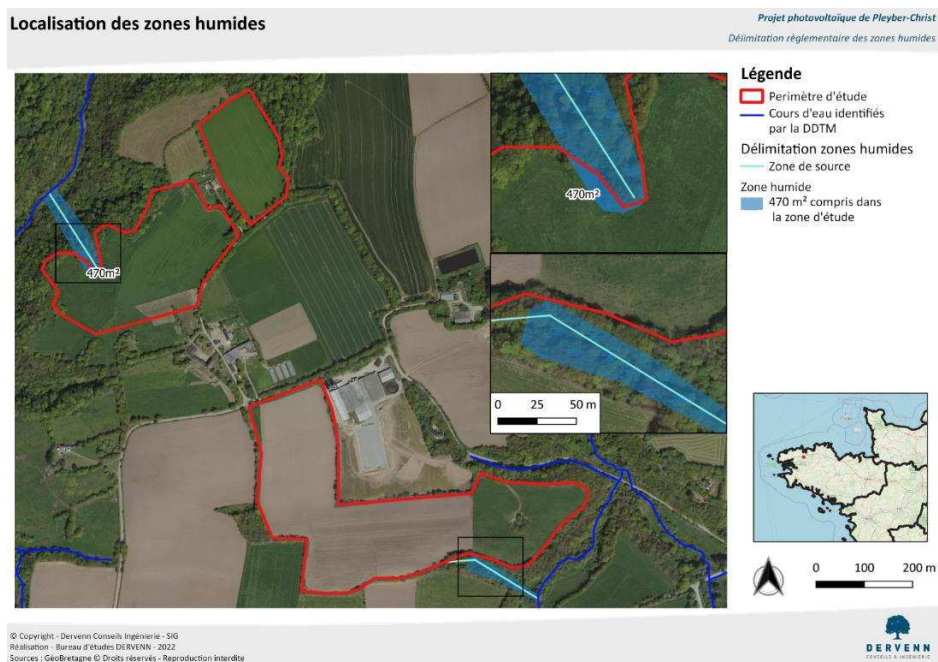 Localisation des zones humides
Projet photovoltaïque de Pleyber-Christ
Délimitation règlementaire des zones humides
Légende
Perimètre d'étude
Cours d'eau identifiés
par la DDTM
Délimitation zones humides
Zone de source
Zone humide
470 m² compris dans
la zone d'étude
470m²
470m²
0 25 50 m
0 100 200 m
© Copyright - Dervenn Conseils Ingénierie - SIG
Réalisation - Bureau d'études DERVENN - 2022
Sources : GéoBretagne © Droits réservés - Reproduction interdite
DERVENN
CONSEILS & INGÉNIERIE